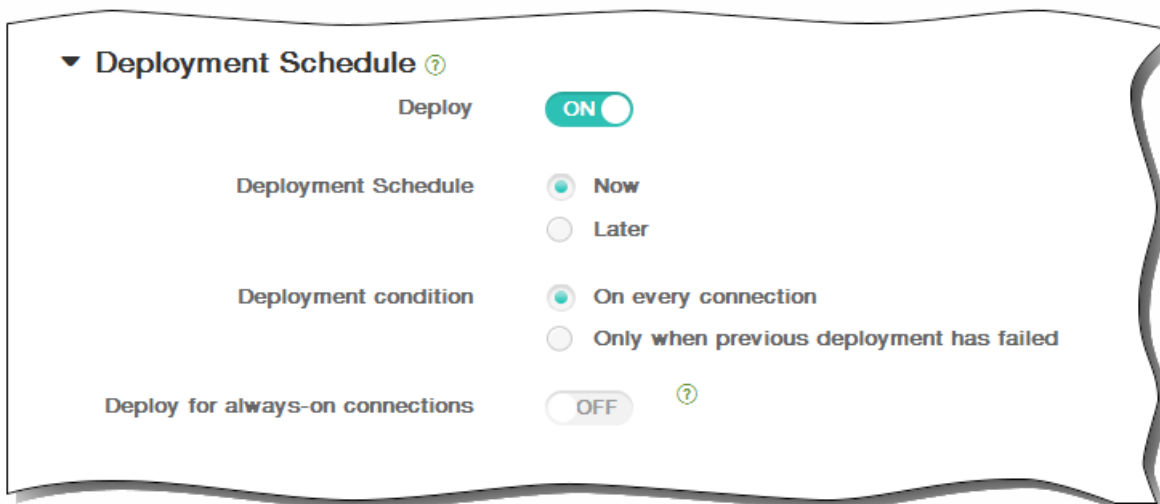 Deployment Schedule ?
Deploy ON
Deployment Schedule Now
Later
Deployment condition On every connection
Only when previous deployment has failed
Deploy for always-on connections OFF ?